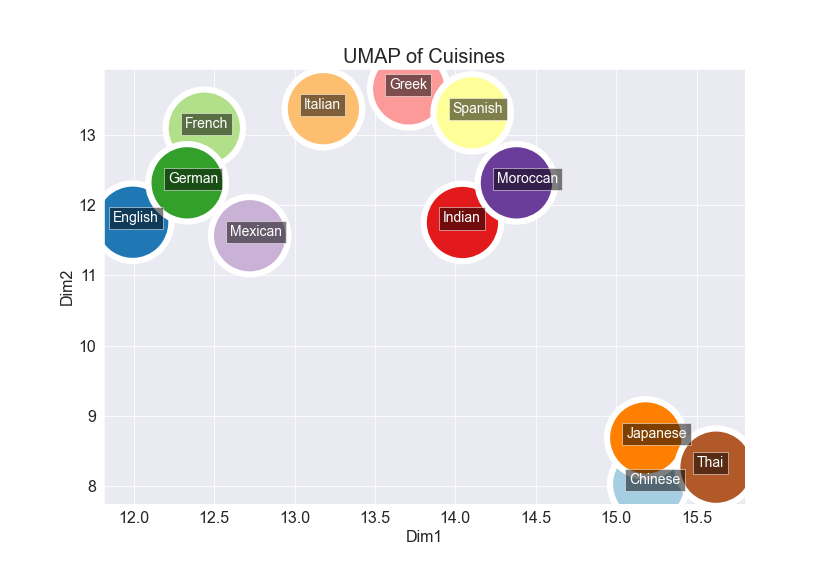 UMAP of Cuisines
Greek
Italian
Spanish
French
13
German
Moroccan
12
English
Indian
Mexican
11
Dim2
10
9
Japanese
Thai
8
Chinese
12.0 12.5 13.0 13.5 14.0 14.5 15.0 15.5
Dim1